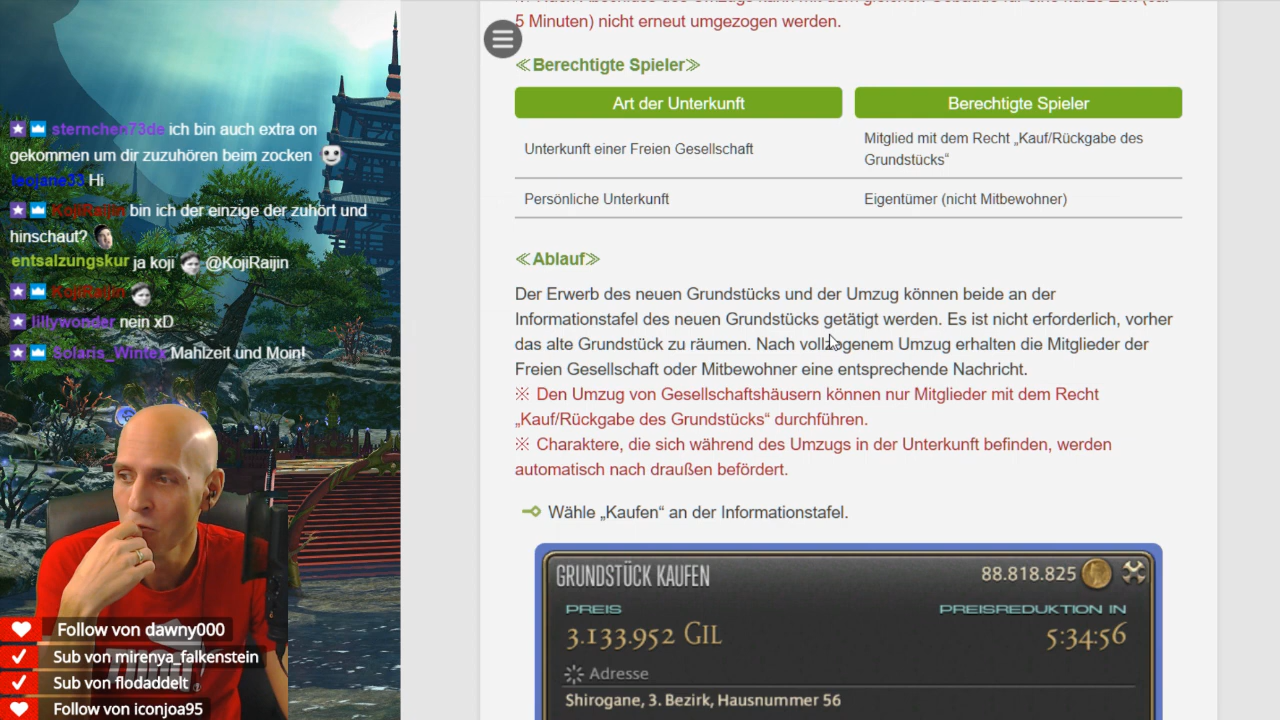 5 Minuten) nicht erneut umgezogen werden.
≪Berechtigte Spieler≫
Art der Unterkunft
Berechtigte Spieler
Unterkunft einer Freien Gesellschaft
Mitglied mit dem Recht „Kauf/Rückgabe des
Grundstücks“
Persönliche Unterkunft
Eigentümer (nicht Mitbewohner)
≪Ablauf≫
Der Erwerb des neuen Grundstücks und der Umzug können beide an der
Informationstafel des neuen Grundstücks getätigt werden. Es ist nicht erforderlich, vorher
das alte Grundstück zu räumen. Nach vollzogenem Umzug erhalten die Mitglieder der
Freien Gesellschaft oder Mitbewohner eine entsprechende Nachricht.
※ Den Umzug von Gesellschaftshäusern können nur Mitglieder mit dem Recht
„Kauf/Rückgabe des Grundstücks“ durchführen.
※ Charaktere, die sich während des Umzugs in der Unterkunft befinden, werden
automatisch nach draußen befördert.
Wähle „Kaufen“ an der Informationstafel.
GRUNDSTÜCK KAUFEN
88.818.825
PREIS
PREISREDUKTION IN
3.133.952 GIL
5:34:56
Adresse
Shirogane, 3. Bezirk, Hausnummer 56
sternchen73de ich bin auch extra on
gekommen um dir zuzuhören beim zocken
leojane33 Hi
KojiRaijin bin ich der einzige der zuhört und
hinschaut?
entsalzungskur ja koji @KojiRaijin
KojiRaijin
lillywonder nein xD
Solaris_Winter Mahlzeit und Moin!
Follow von dawny000
Sub von mirenya_falkenstein
Sub von flodaddelt
Follow von iconjoa95